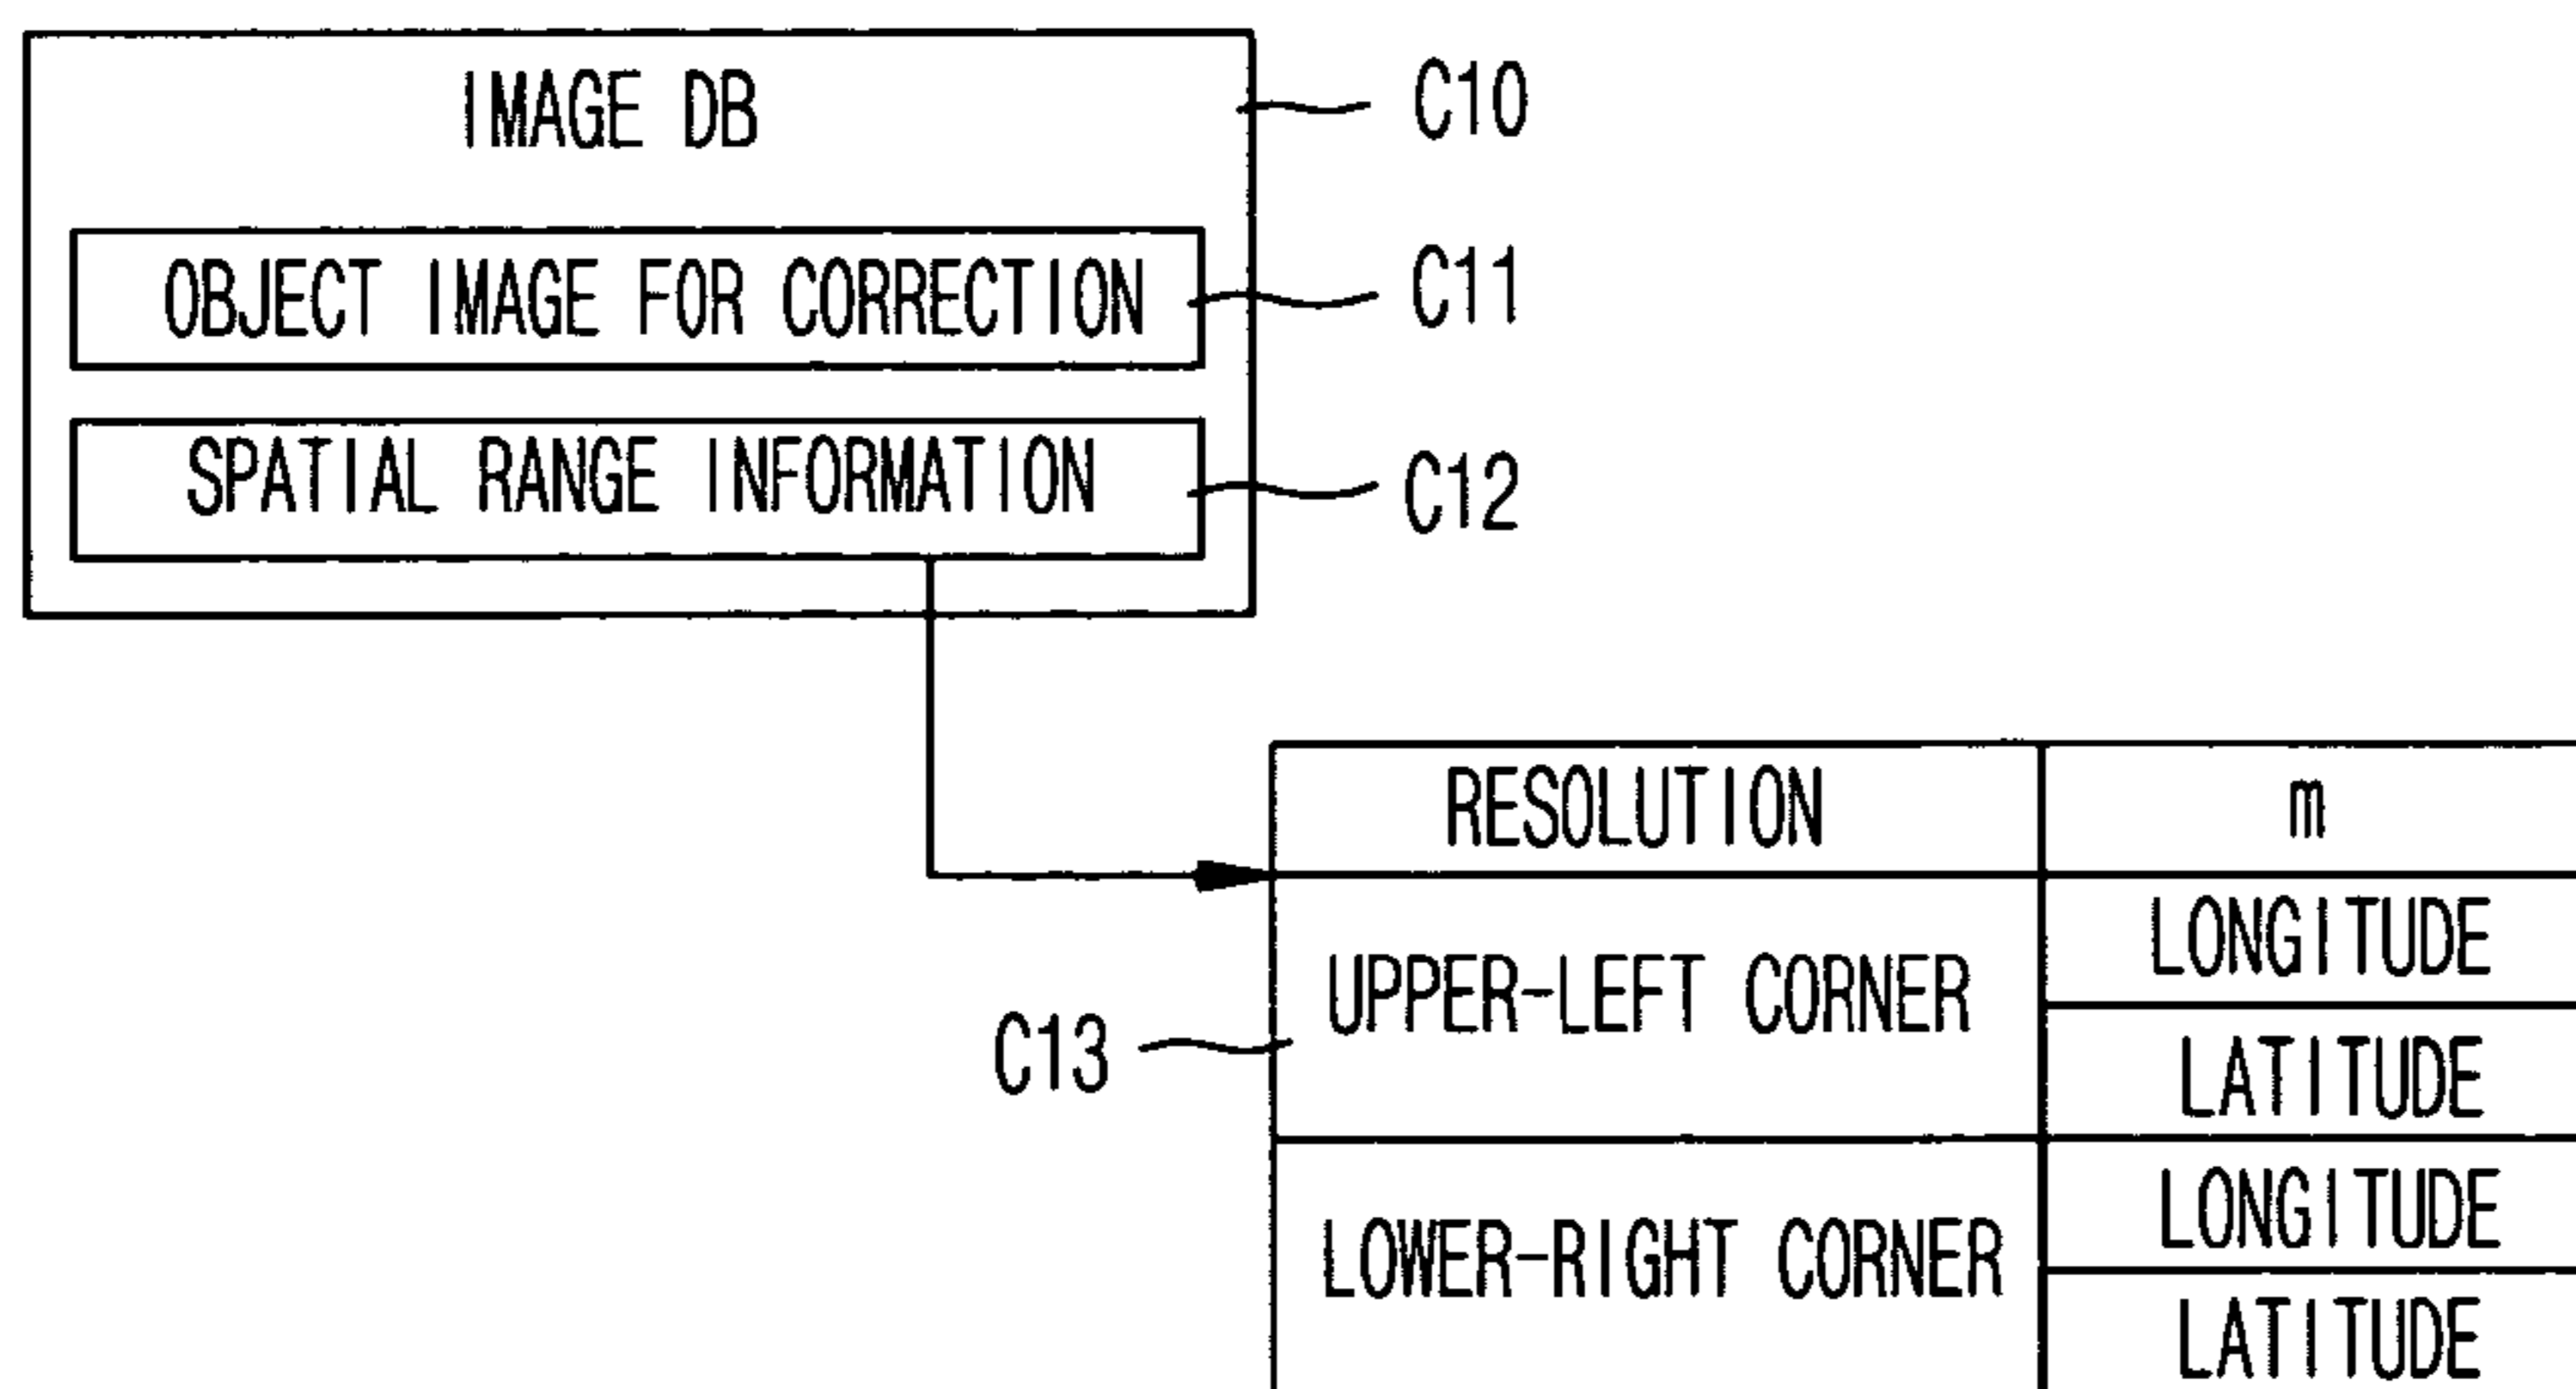 IMAGE DB
C10
OBJECT IMAGE FOR CORRECTION
C11
SPATIAL RANGE INFORMATION
C12
RESOLUTION
m
UPPER-LEFT CORNER
LONGITUDE
LATITUDE
C13
LOWER-RIGHT CORNER
LONGITUDE
LATITUDE